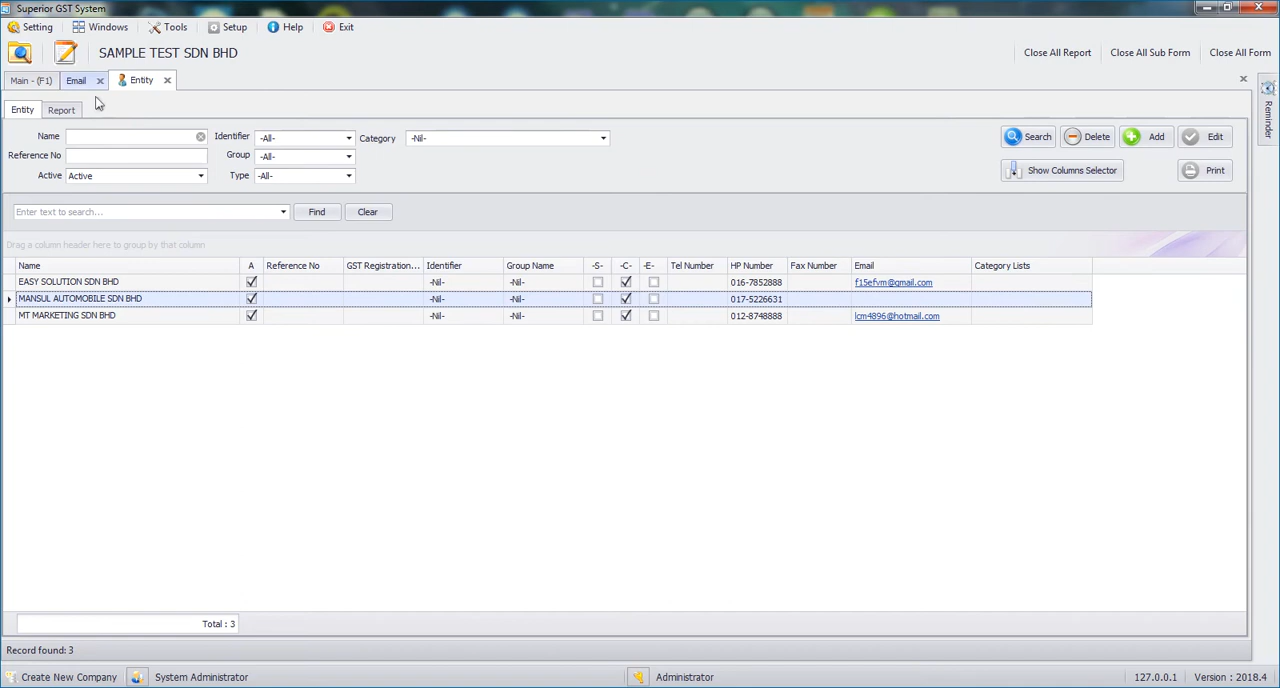 Superior GST System
Setting Windows Tools Setup Help Exit
SAMPLE TEST SDN BHD Close All Report Close All Sub Form Close All Form
Main - (F1) Email Entity
Reminder
Entity Report
Name Identifier -All- Category -Nil- Search Delete Add Edit
Reference No Group -All-
Active Active Type -All- Show Columns Selector Print
Enter text to search... Find Clear
Drag a column header here to group by that column
Name A Reference No GST Registration... Identifier Group Name -S- -C- -E- Tel Number HP Number Fax Number Email Category Lists
EASY SOLUTION SDN BHD -Nil- -Nil- 016-7852888 f15efvm@gmail.com
MANSUL AUTOMOBILE SDN BHD -Nil- -Nil- 017-5226631
MT MARKETING SDN BHD -Nil- -Nil- 012-8748888 lcm4896@hotmail.com
Total : 3
Record found: 3
Create New Company System Administrator Administrator 127.0.0.1 Version : 2018.4